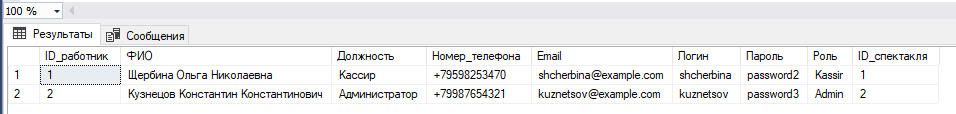 100 %
Результаты Сообщения
ID_работник ФИО Должность Номер_телефона Email Логин Пароль Роль ID_спектакля
1 1 Щербина Ольга Николаевна Кассир +79598253470 shcherbina@example.com shcherbina password2 Kassir 1
2 2 Кузнецов Константин Константинович Администратор +79987654321 kuznetsov@example.com kuznetsov password3 Admin 2